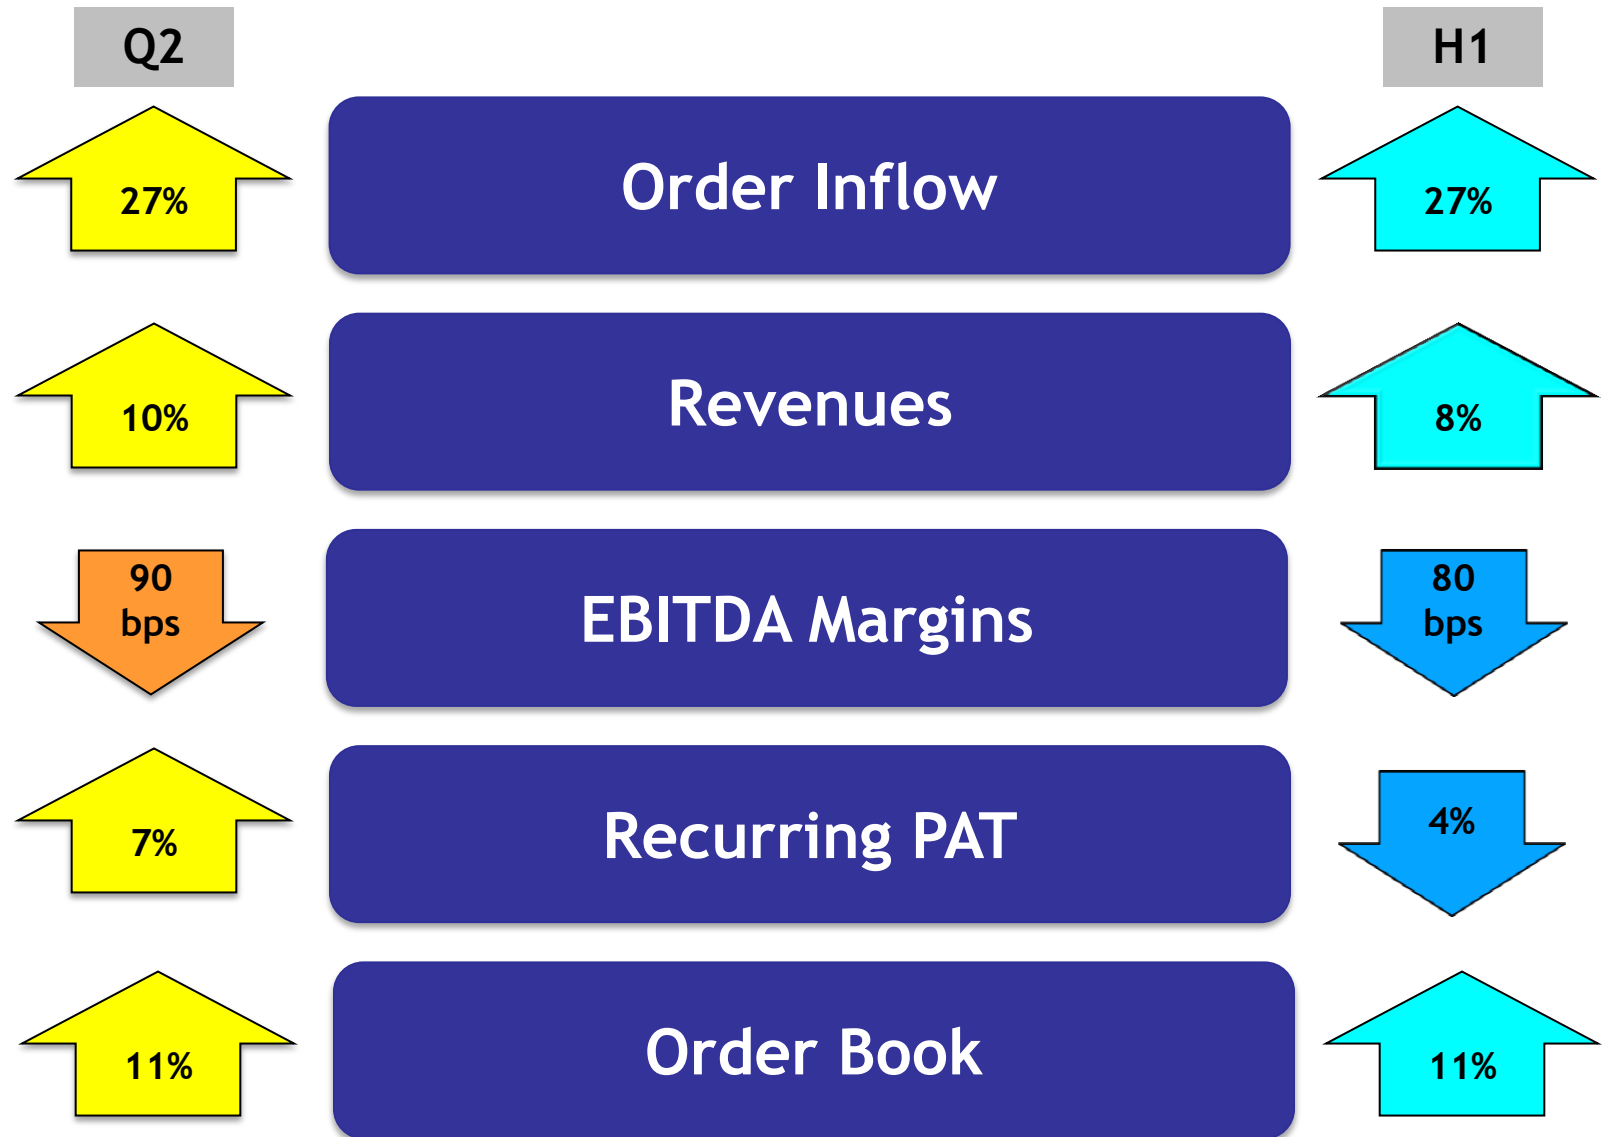 Q2
H1
27%
Order Inflow
27%
10%
Revenues
8%
90
bps
EBITDA Margins
80
bps
7%
Recurring PAT
4%
11%
Order Book
11%